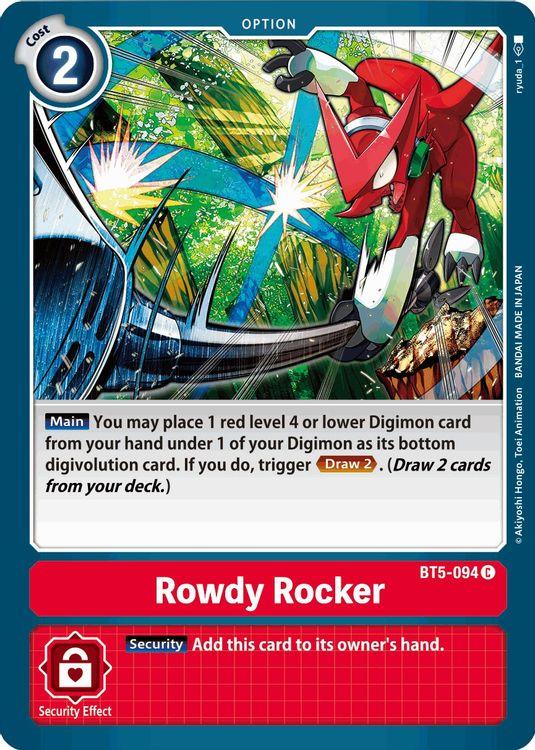 OPTION
Cost
2
ryuda_1
Main You may place 1 red level 4 or lower Digimon card
from your hand under 1 of your Digimon as its bottom
digivolution card. If you do, trigger Draw 2. (Draw 2 cards
from your deck.)
© Akiyoshi Hongo, Toei Animation BANDAI MADE IN JAPAN
BT5-094 C
Rowdy Rocker
Security Add this card to its owner's hand.
Security Effect